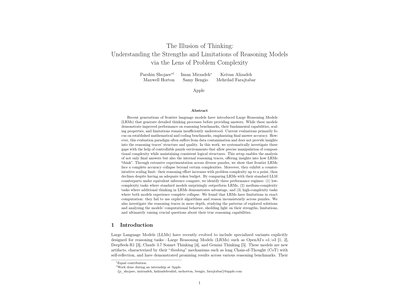 The Illusion of Thinking:
Understanding the Strengths and Limitations of Reasoning Models
via the Lens of Problem Complexity
Parshin Shojaee*† Iman Mirzadeh* Keivan Alizadeh
Maxwell Horton Samy Bengio Mehrdad Farajtabar
Apple
Abstract
Recent generations of frontier language models have introduced Large Reasoning Models
(LRMs) that generate detailed thinking processes before providing answers. While these models
demonstrate improved performance on reasoning benchmarks, their fundamental capabilities, scal-
ing properties, and limitations remain insufficiently understood. Current evaluations primarily fo-
cus on established mathematical and coding benchmarks, emphasizing final answer accuracy. How-
ever, this evaluation paradigm often suffers from data contamination and does not provide insights
into the reasoning traces' structure and quality. In this work, we systematically investigate these
gaps with the help of controllable puzzle environments that allow precise manipulation of composi-
tional complexity while maintaining consistent logical structures. This setup enables the analysis
of not only final answers but also the internal reasoning traces, offering insights into how LRMs
"think". Through extensive experimentation across diverse puzzles, we show that frontier LRMs
face a complete accuracy collapse beyond certain complexities. Moreover, they exhibit a counter-
intuitive scaling limit: their reasoning effort increases with problem complexity up to a point, then
declines despite having an adequate token budget. By comparing LRMs with their standard LLM
counterparts under equivalent inference compute, we identify three performance regimes: (1) low-
complexity tasks where standard models surprisingly outperform LRMs, (2) medium-complexity
tasks where additional thinking in LRMs demonstrates advantage, and (3) high-complexity tasks
where both models experience complete collapse. We found that LRMs have limitations in exact
computation: they fail to use explicit algorithms and reason inconsistently across puzzles. We
also investigate the reasoning traces in more depth, studying the patterns of explored solutions
and analyzing the models' computational behavior, shedding light on their strengths, limitations,
and ultimately raising crucial questions about their true reasoning capabilities.
1 Introduction
Large Language Models (LLMs) have recently evolved to include specialized variants explicitly
designed for reasoning tasks—Large Reasoning Models (LRMs) such as OpenAI's o1/o3 [1, 2],
DeepSeek-R1 [3], Claude 3.7 Sonnet Thinking [4], and Gemini Thinking [5]. These models are new
artifacts, characterized by their "thinking" mechanisms such as long Chain-of-Thought (CoT) with
self-reflection, and have demonstrated promising results across various reasoning benchmarks. Their
*Equal contribution.
†Work done during an internship at Apple.
1